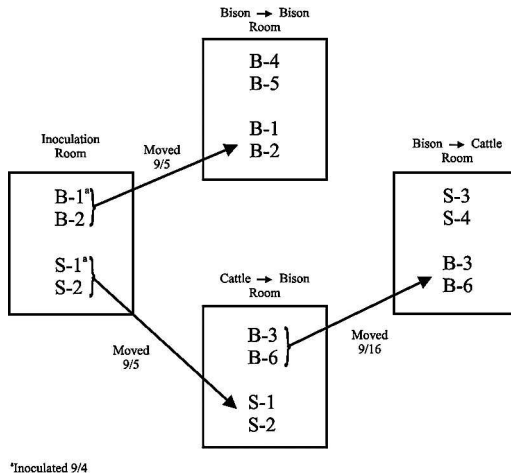 Bison → Bison
Room
B-4
B-5
B-1
B-2
Inoculation
Room
B-1ᵃ
B-2
S-1ᵃ
S-2
Moved
9/5
Moved
9/5
Cattle → Bison
Room
B-3
B-6
S-1
S-2
Moved
9/16
Bison → Cattle
Room
S-3
S-4
B-3
B-6
ᵃInoculated 9/4